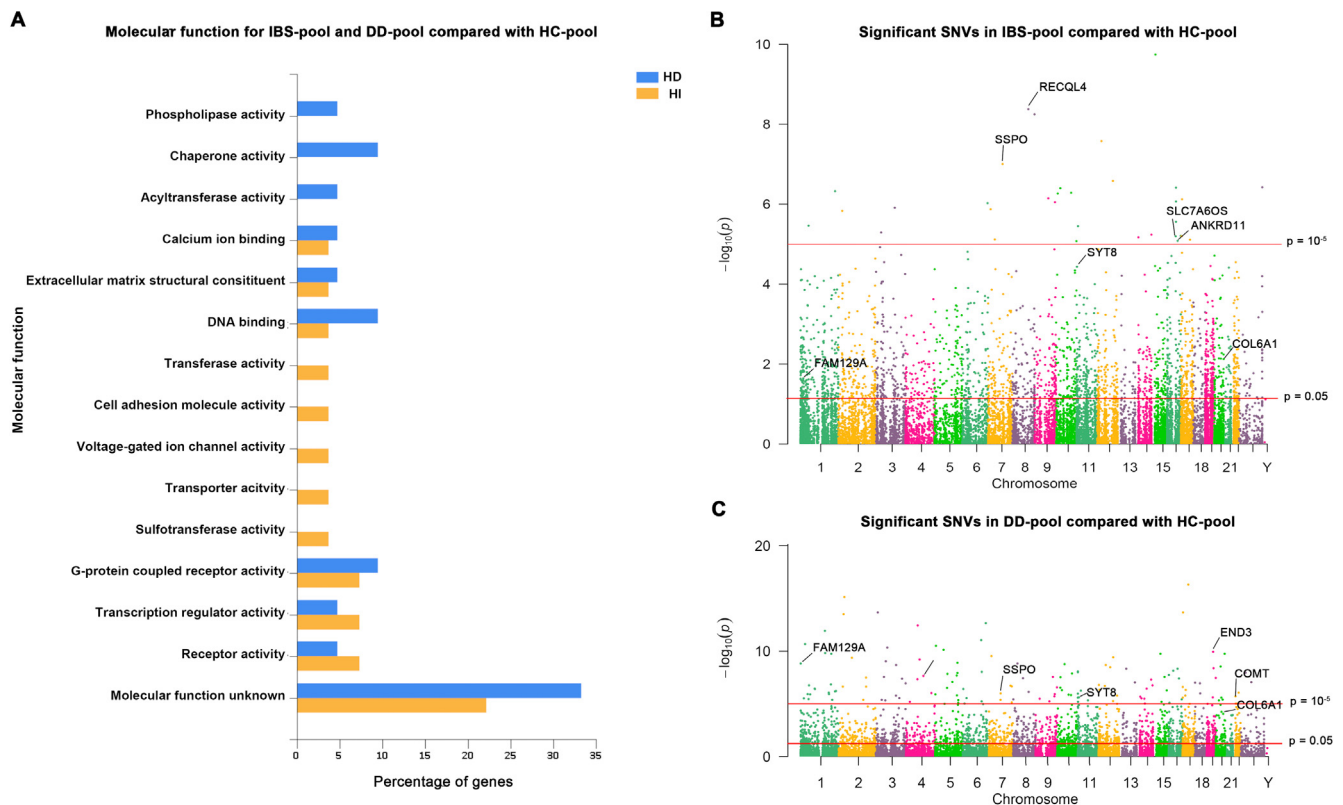 A
Molecular function for IBS-pool and DD-pool compared with HC-pool
HD
HI
Molecular function
Phospholipase activity
Chaperone activity
Acyltransferase activity
Calcium ion binding
Extracellular matrix structural consitituent
DNA binding
Transferase activity
Cell adhesion molecule activity
Voltage-gated ion channel activity
Transporter activity
Sulfotransferase activity
G-protein coupled receptor activity
Transcription regulator activity
Receptor activity
Molecular function unknown
0 5 10 15 20 25 30 35
Percentage of genes
B
Significant SNVs in IBS-pool compared with HC-pool
−log10(p)
10
8
6
4
2
0
RECQL4
SSPO
SLC7A6OS
ANKRD11
SYT8
COL6A1
FAM129A
p = 10-5
p = 0.05
1 2 3 4 5 6 7 8 9 11 13 15 18 21 Y
Chromosome
C
Significant SNVs in DD-pool compared with HC-pool
−log10(p)
20
10
5
0
FAM129A
SSPO
SYT8
END3
COMT
COL6A1
p = 10-5
p = 0.05
1 2 3 4 5 6 7 8 9 11 13 15 18 21 Y
Chromosome